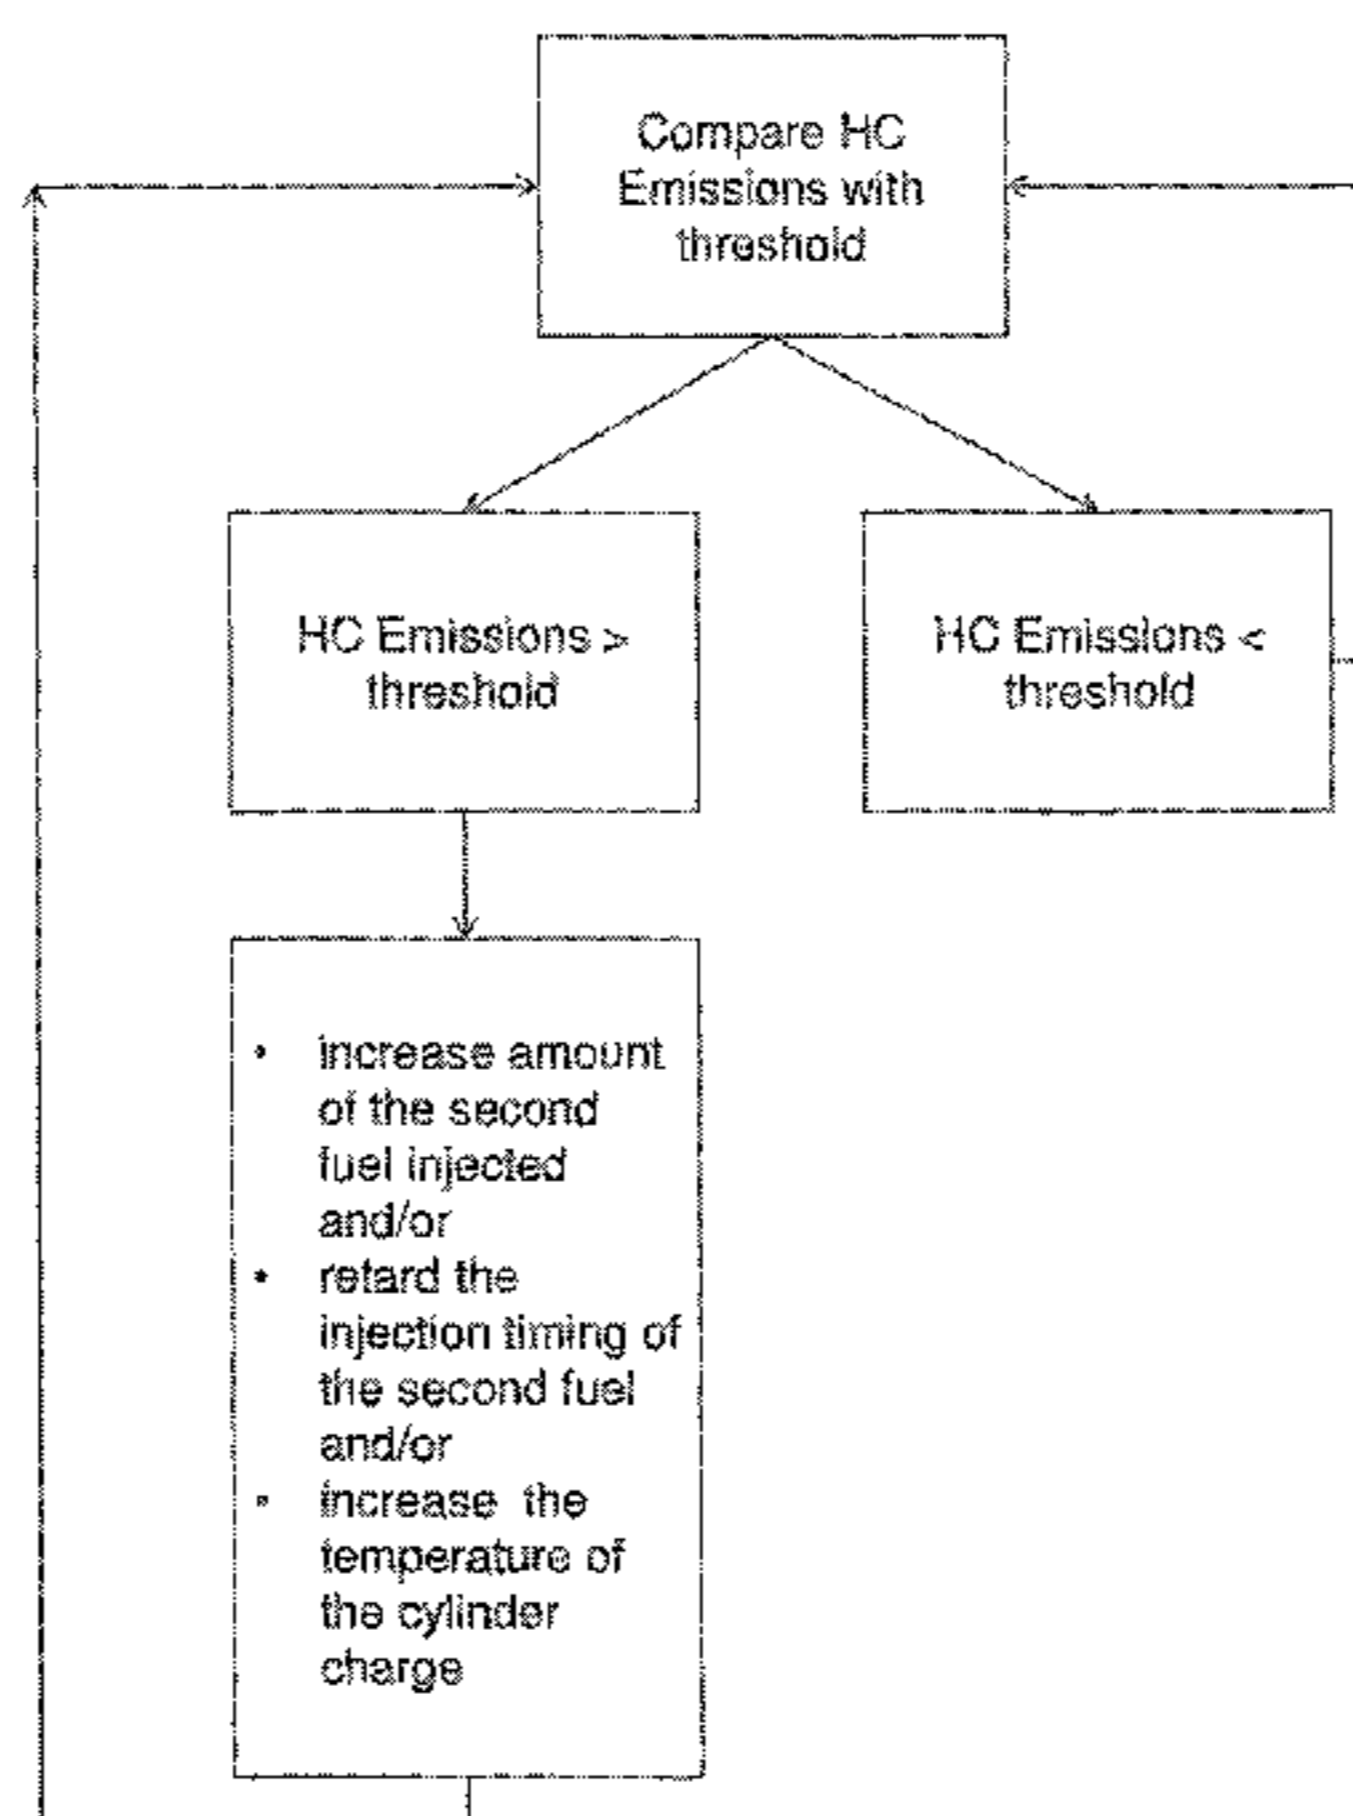 Compare HC
Emissions with
threshold
HC Emissions >
threshold
HC Emissions <
threshold
• increase amount
of the second
fuel injected
and/or
• retard the
injection timing of
the second fuel
and/or
• increase the
temperature of
the cylinder
charge